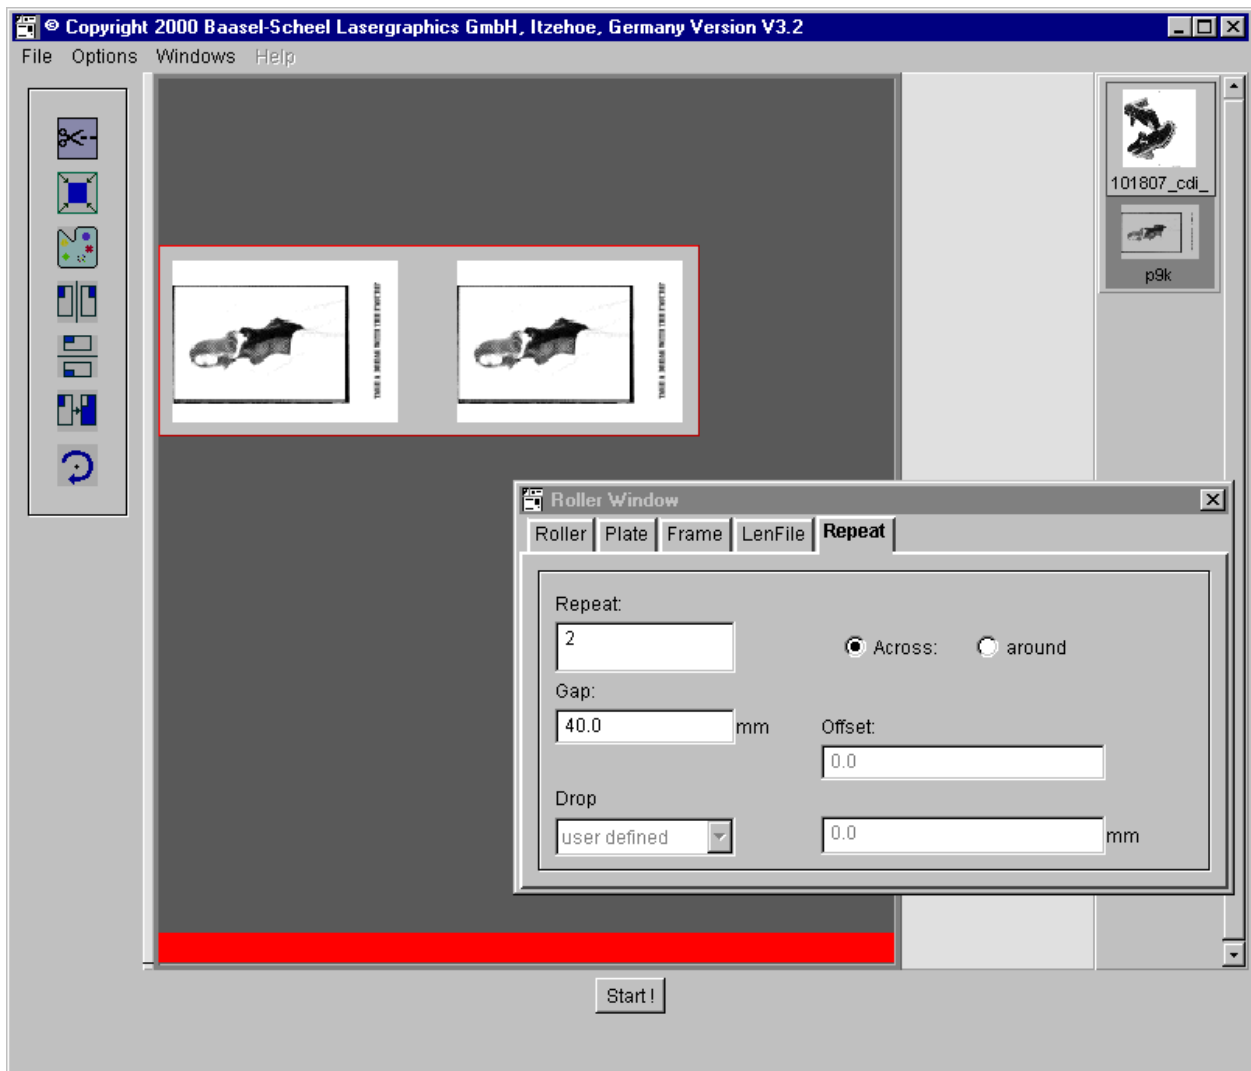 © Copyright 2000 Baasel-Scheel Lasergraphics GmbH, Itzehoe, Germany Version V3.2
File Options Windows Help
101807_cdi_
p9k
Roller Window
Roller Plate Frame LenFile Repeat
Repeat:
2
Across: around
Gap:
40.0 mm
Offset:
0.0
Drop
user defined
0.0 mm
Start !